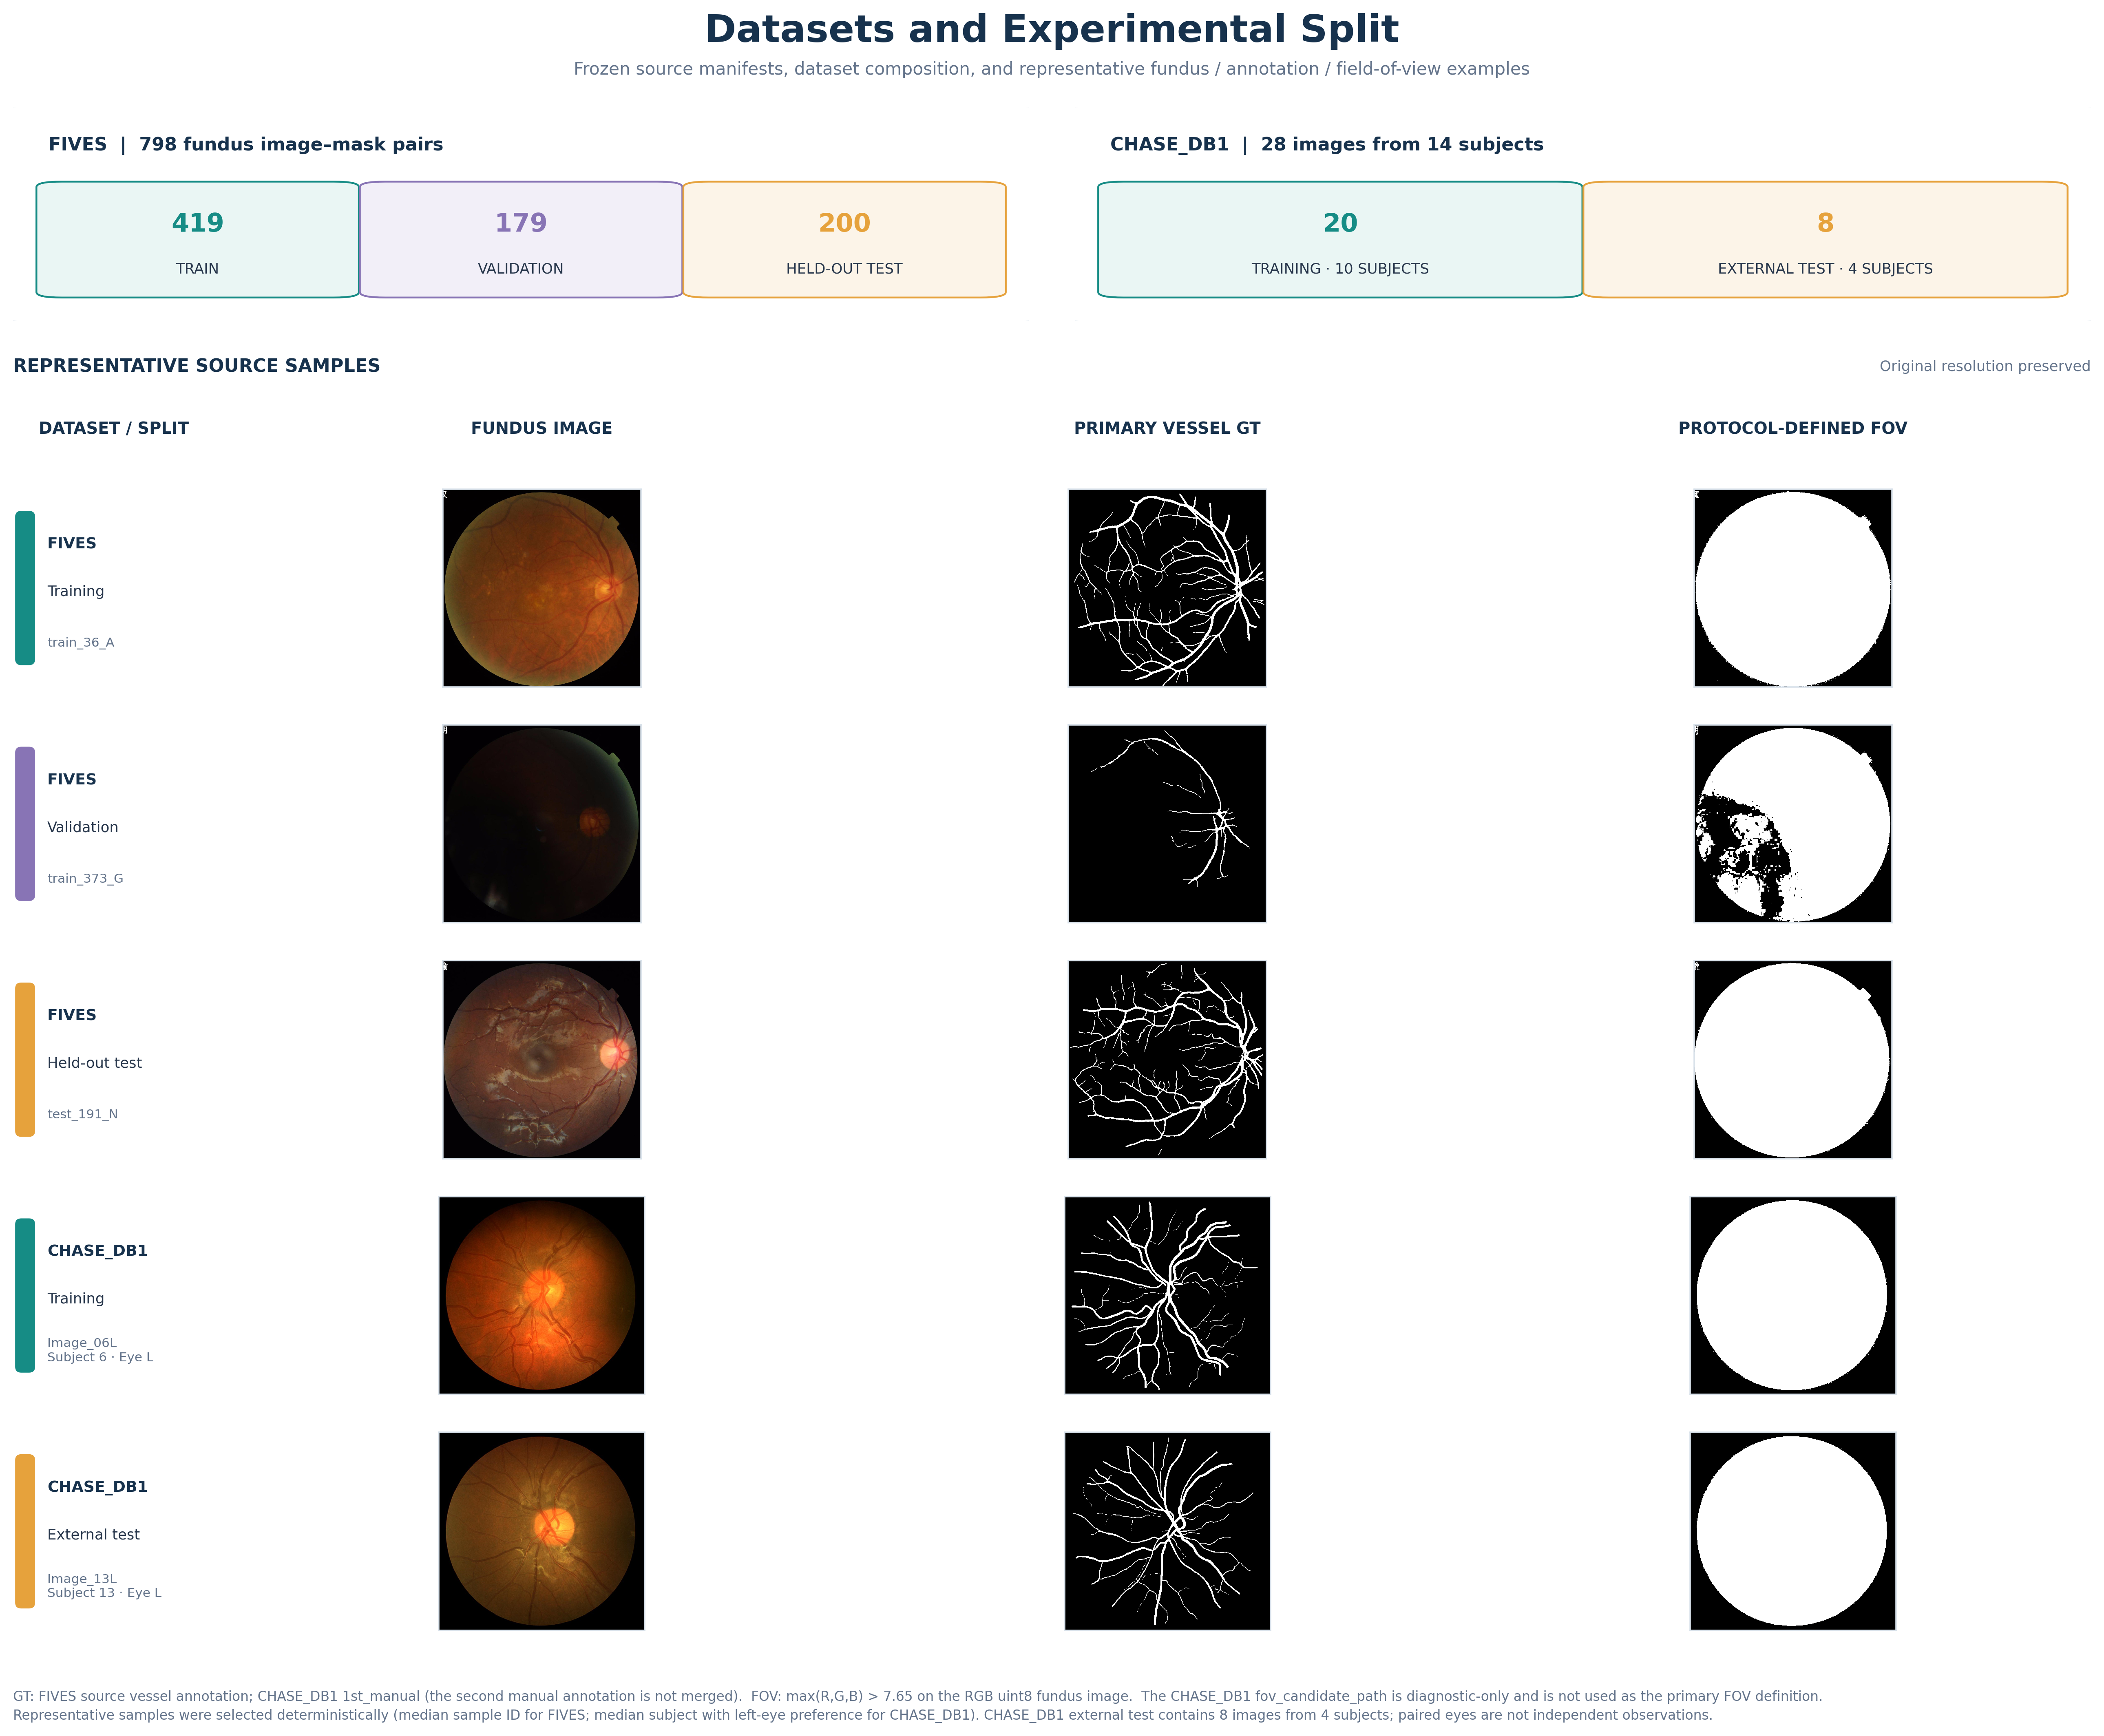 Datasets and Experimental Split
Frozen source manifests, dataset composition, and representative fundus / annotation / field-of-view examples
FIVES | 798 fundus image–mask pairs
419
TRAIN
179
VALIDATION
200
HELD-OUT TEST
CHASE_DB1 | 28 images from 14 subjects
20
TRAINING · 10 SUBJECTS
8
EXTERNAL TEST · 4 SUBJECTS
REPRESENTATIVE SOURCE SAMPLES
Original resolution preserved
DATASET / SPLIT
FUNDUS IMAGE
PRIMARY VESSEL GT
PROTOCOL-DEFINED FOV
FIVES
Training
train_36_A
FIVES
Validation
train_373_G
FIVES
Held-out test
test_191_N
CHASE_DB1
Training
Image_06L
Subject 6 · Eye L
CHASE_DB1
External test
Image_13L
Subject 13 · Eye L
GT: FIVES source vessel annotation; CHASE_DB1 1st_manual (the second manual annotation is not merged). FOV: max(R,G,B) > 7.65 on the RGB uint8 fundus image. The CHASE_DB1 fov_candidate_path is diagnostic-only and is not used as the primary FOV definition.
Representative samples were selected deterministically (median sample ID for FIVES; median subject with left-eye preference for CHASE_DB1). CHASE_DB1 external test contains 8 images from 4 subjects; paired eyes are not independent observations.